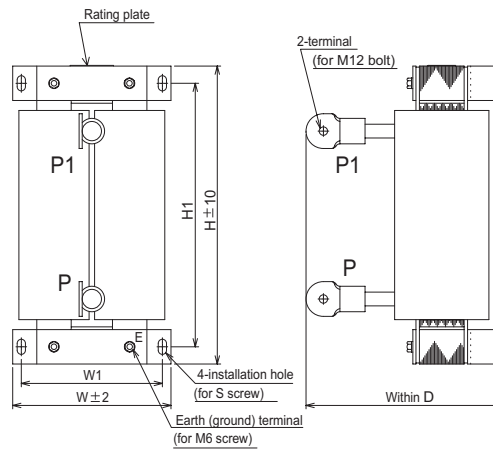 Rating plate
2-terminal
(for M12 bolt)
P1
P1
H1
H±10
P
P
E
W1
W±2
4-installation hole
(for S screw)
Within D
Earth (ground) terminal
(for M6 screw)